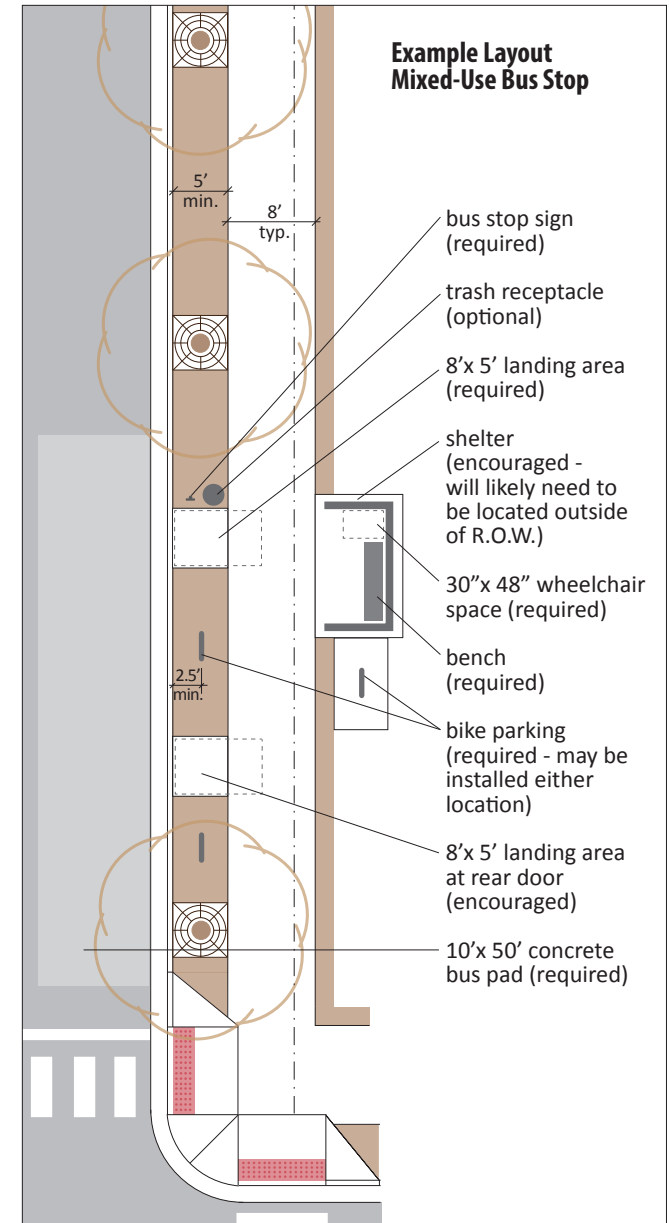 Example Layout
Mixed-Use Bus Stop
5’
min.
8’
typ.
bus stop sign
(required)
trash receptacle
(optional)
8’x 5’ landing area
(required)
shelter
(encouraged -
will likely need to
be located outside
of R.O.W.)
30”x 48” wheelchair
space (required)
bench
(required)
2.5’
min.
bike parking
(required - may be
installed either
location)
8’x 5’ landing area
at rear door
(encouraged)
10’x 50’ concrete
bus pad (required)